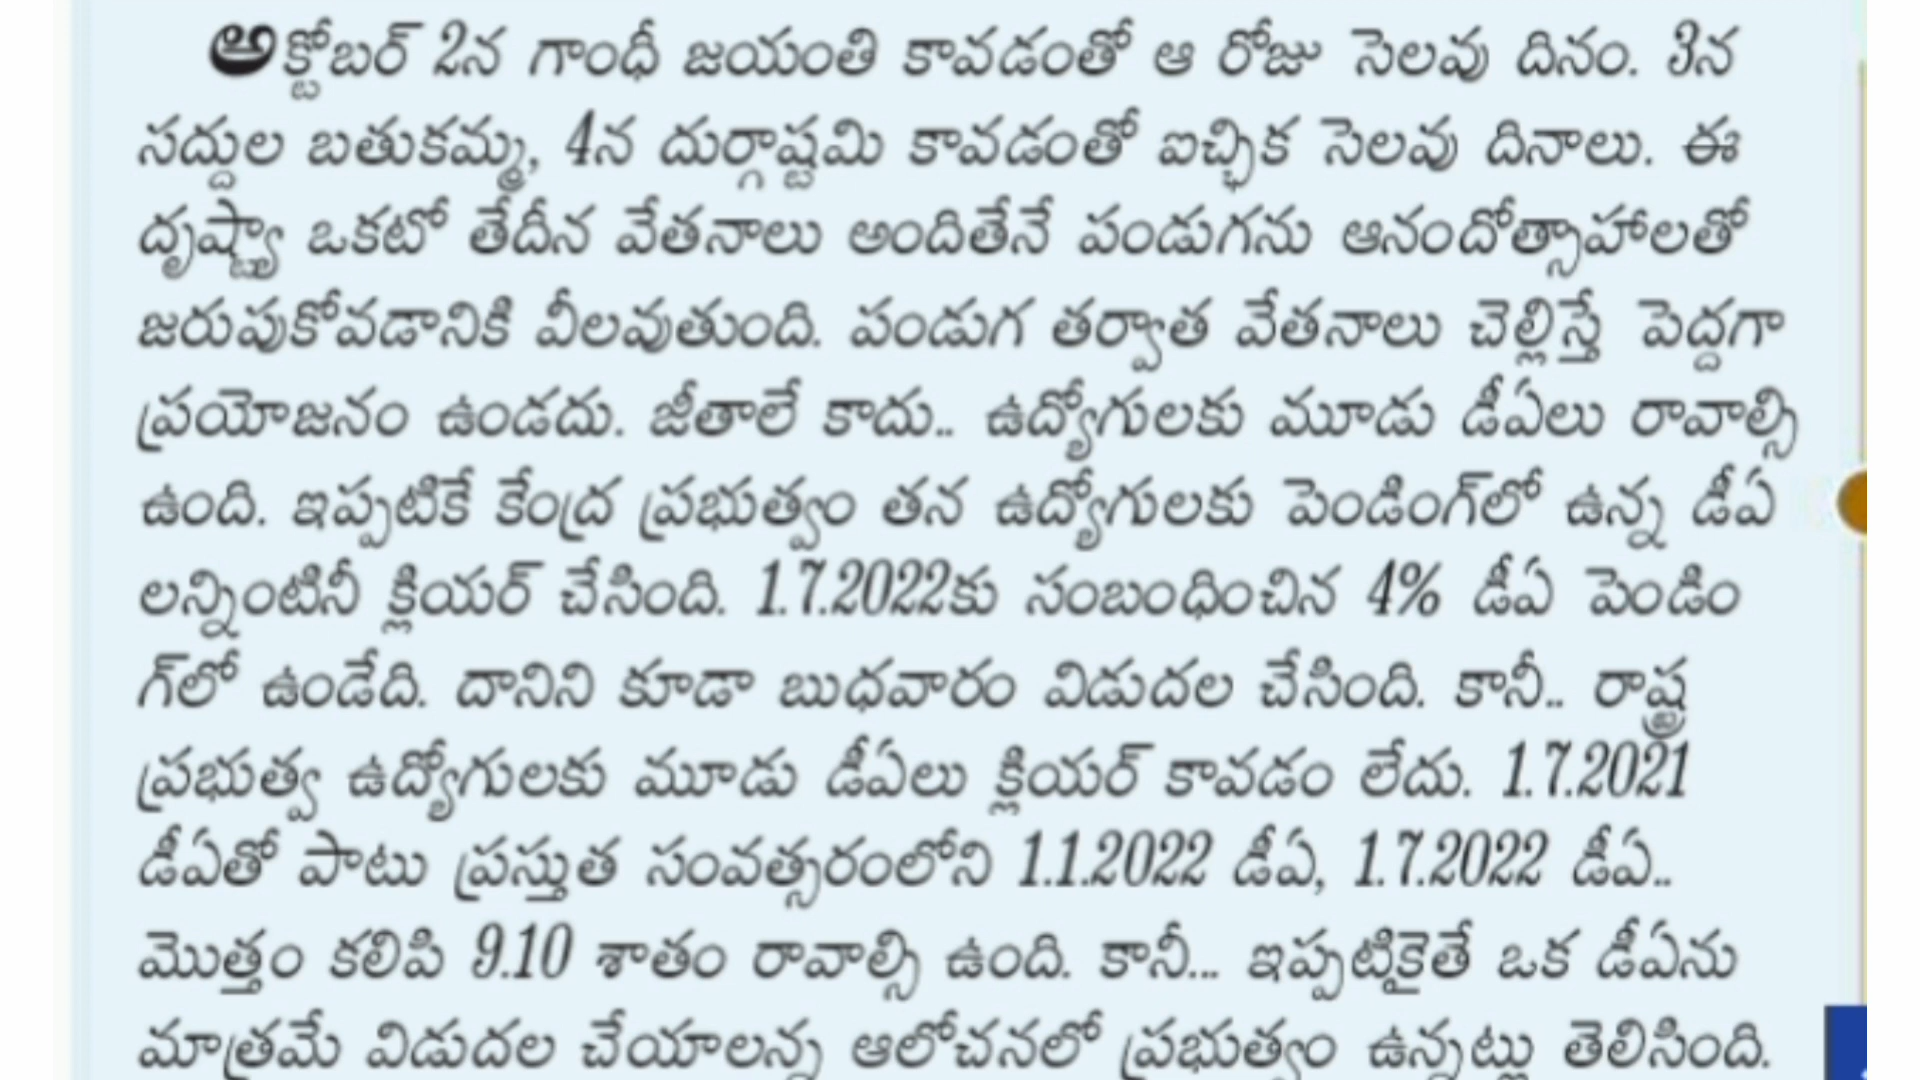 అక్టోబర్ 2న గాంధీ జయంతి కావడంతో ఆ రోజు సెలవు దినం. 3న
సద్దుల బతుకమ్మ, 4న దుర్గాష్టమి కావడంతో ఐచ్ఛిక సెలవు దినాలు. ఈ
దృష్ట్యా ఒకటో తేదీన వేతనాలు అందితేనే పండుగను ఆనందోత్సాహాలతో
జరుపుకోవడానికి వీలవుతుంది. పండుగ తర్వాత వేతనాలు చెల్లిస్తే పెద్దగా
ప్రయోజనం ఉండదు. జీతాలే కాదు.. ఉద్యోగులకు మూడు డీఏలు రావాల్సి
ఉంది. ఇప్పటికే కేంద్ర ప్రభుత్వం తన ఉద్యోగులకు పెండింగ్‌లో ఉన్న డీఏ
లన్నింటినీ క్లియర్ చేసింది. 1.7.2022కు సంబంధించిన 4% డీఏ పెండిం
గ్‌లో ఉండేది. దానిని కూడా బుధవారం విడుదల చేసింది. కానీ.. రాష్ట్ర
ప్రభుత్వ ఉద్యోగులకు మూడు డీఏలు క్లియర్ కావడం లేదు. 1.7.2021
డీఏతో పాటు ప్రస్తుత సంవత్సరంలోని 1.1.2022 డీఏ, 1.7.2022 డీఏ..
మొత్తం కలిపి 9.10 శాతం రావాల్సి ఉంది. కానీ... ఇప్పటికైతే ఒక డీఏను
మాత్రమే విడుదల చేయాలన్న ఆలోచనలో ప్రభుత్వం ఉన్నట్లు తెలిసింది.